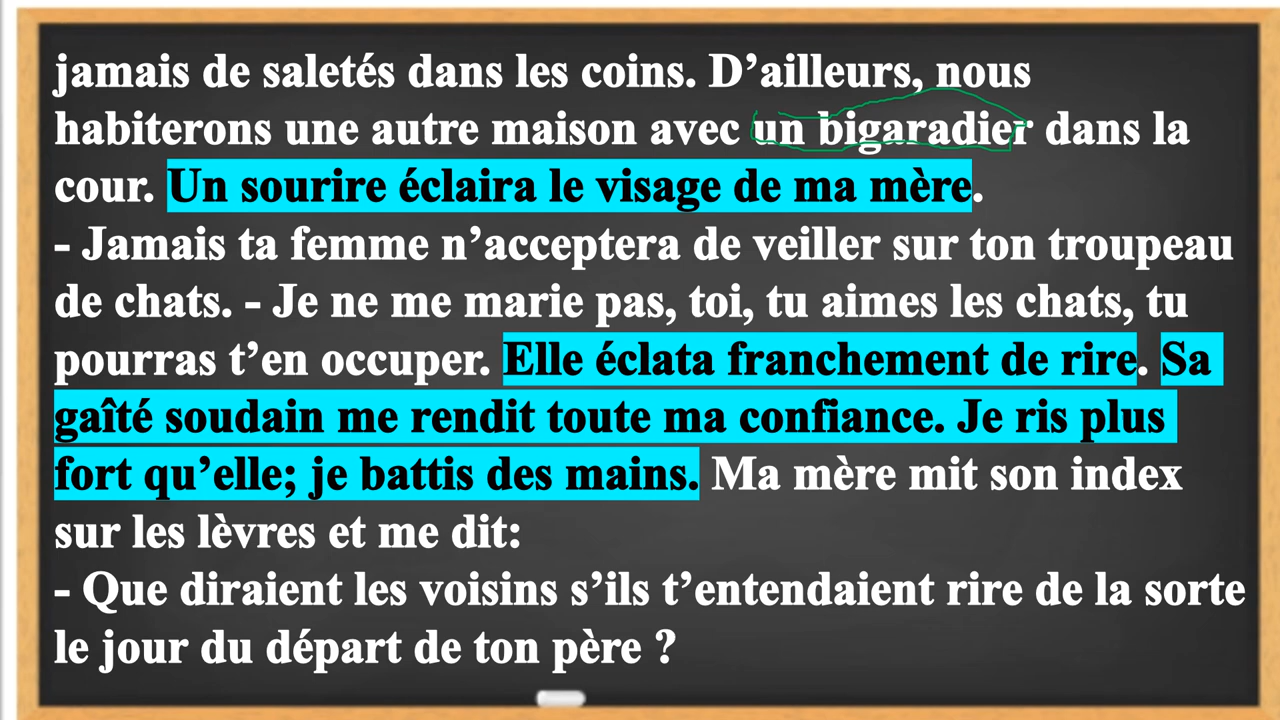 jamais de saletés dans les coins. D’ailleurs, nous
habiterons une autre maison avec un bigaradier dans la
cour. Un sourire éclaira le visage de ma mère.
- Jamais ta femme n’acceptera de veiller sur ton troupeau
de chats. - Je ne me marie pas, toi, tu aimes les chats, tu
pourras t’en occuper. Elle éclata franchement de rire. Sa
gaîté soudain me rendit toute ma confiance. Je ris plus
fort qu’elle; je battis des mains. Ma mère mit son index
sur les lèvres et me dit:
- Que diraient les voisins s’ils t’entendaient rire de la sorte
le jour du départ de ton père ?